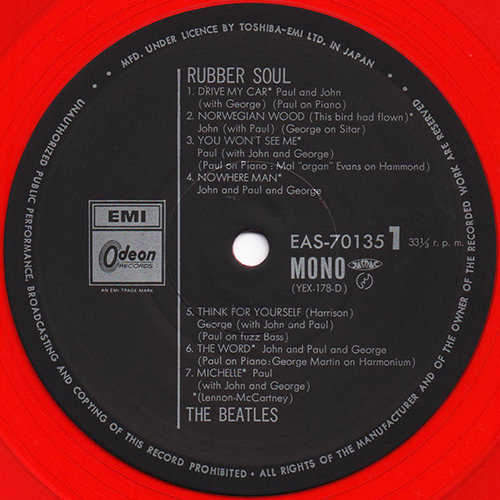 MFD. UNDER LICENCE BY TOSHIBA-EMI LTD. IN JAPAN
UNAUTHORIZED PUBLIC PERFORMANCE, BROADCASTING AND COPYING OF THIS RECORD PROHIBITED • ALL RIGHTS OF THE MANUFACTURER AND OF THE OWNER OF THE RECORDED WORK ARE RESERVED
RUBBER SOUL
1. DRIVE MY CAR* Paul and John
(with George) (Paul on Piano)
2. NORWEGIAN WOOD (This bird had flown)*
John (with Paul) (George on Sitar)
3. YOU WON'T SEE ME*
Paul (with John and George)
(Paul on Piano : Mal "organ" Evans on Hammond)
4. NOWHERE MAN*
John and Paul and George
EMI
Odeon
RECORDS
AN EMI TRADE MARK
EAS-70135 1 33⅓ r. p. m.
MONO
(YEX-178-D)
5. THINK FOR YOURSELF (Harrison)
George (with John and Paul)
(Paul on fuzz Bass)
6. THE WORD* John and Paul and George
(Paul on Piano : George Martin on Harmonium)
7. MICHELLE* Paul
(with John and George)
*(Lennon-McCartney)
THE BEATLES